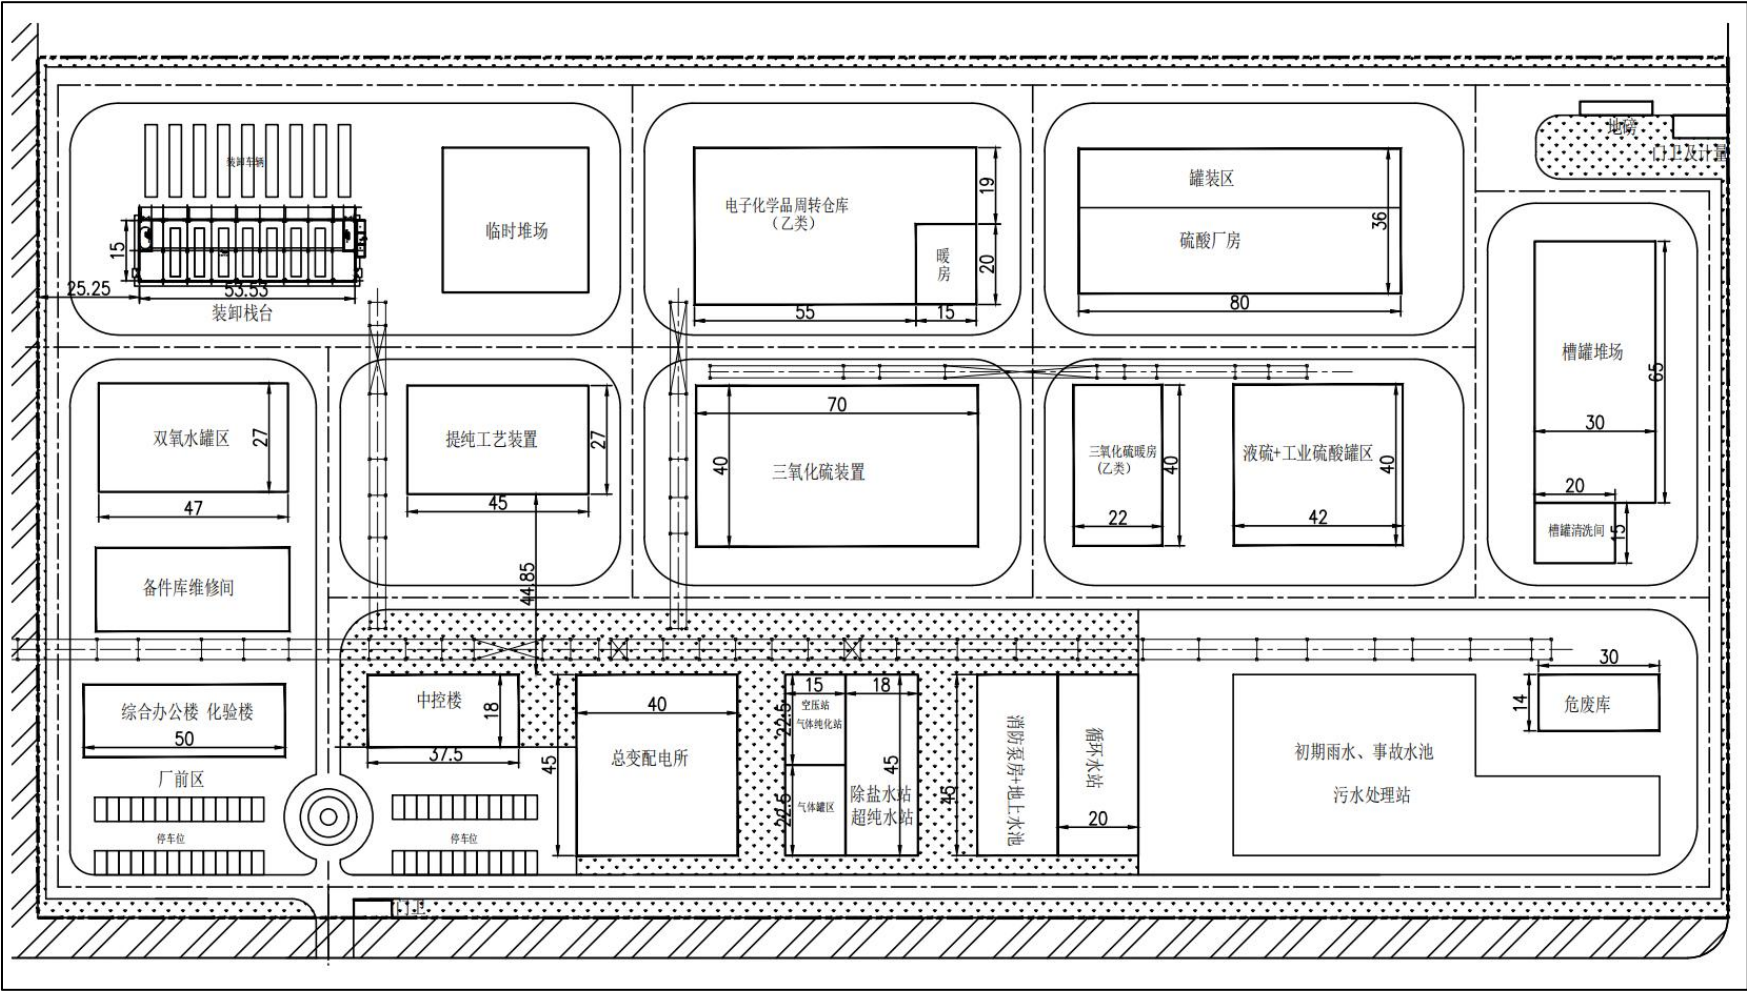 地磅
门卫及计量
装卸车辆
15
25.25
53.53
装卸栈台
临时堆场
电子化学品周转仓库
（乙类）
19
暖
房
20
55
15
罐装区
硫酸厂房
36
80
槽罐堆场
65
30
20
槽罐清洗间
15
双氧水罐区
27
47
提纯工艺装置
27
45
44.85
70
40
三氧化硫装置
三氧化硫暖房
(乙类）
40
22
液硫+工业硫酸罐区
40
42
备件库维修间
综合办公楼 化验楼
50
厂前区
停车位
停车位
中控楼
18
37.5
40
45
总变配电所
15
18
空压站
气体纯化站
22.5
22.5
气体罐区
45
除盐水站
超纯水站
45
消防泵房+地上水池
循环水站
20
初期雨水、事故水池
污水处理站
30
14
危废库
门卫